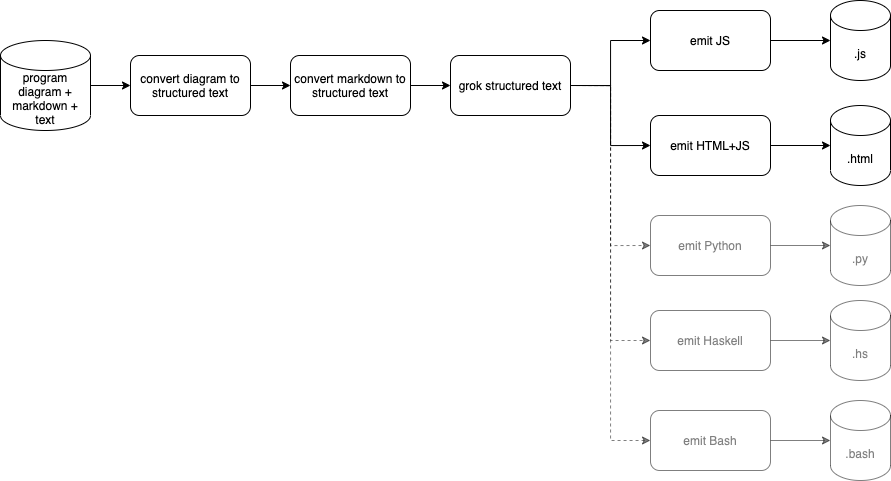 program
diagram +
markdown +
text
convert diagram to
structured text
convert markdown to
structured text
grok structured text
emit JS
.js
emit HTML+JS
.html
emit Python
.py
emit Haskell
.hs
emit Bash
.bash